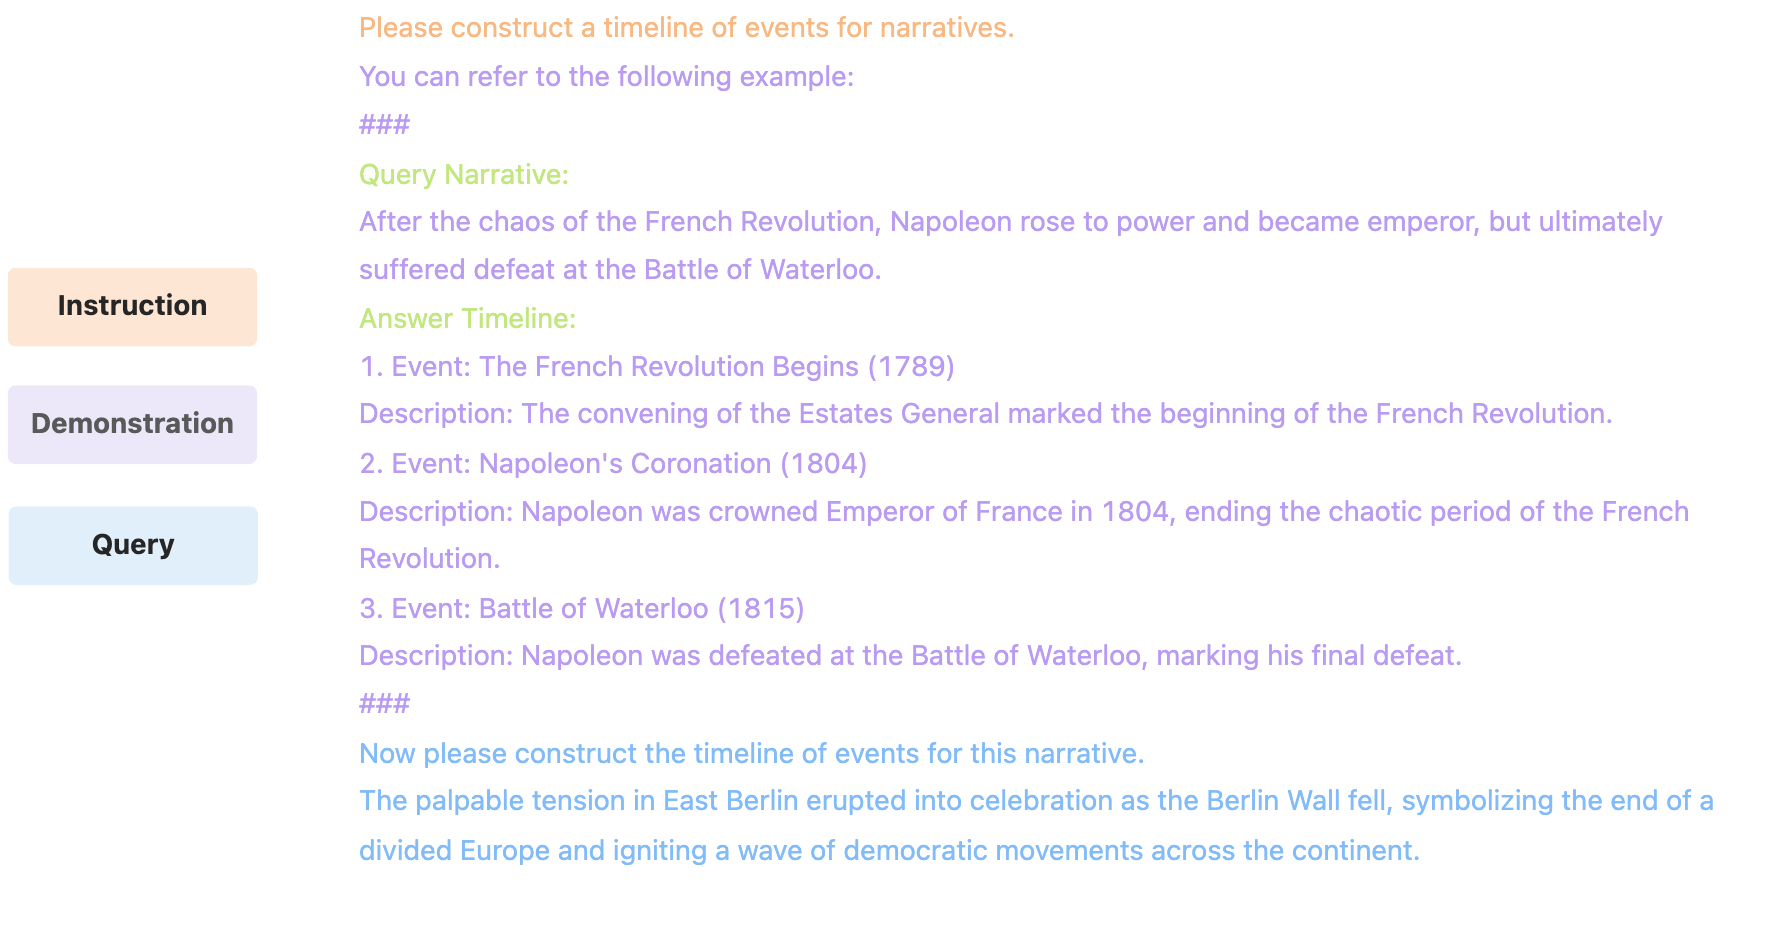 Please construct a timeline of events for narratives.
You can refer to the following example:
###
Query Narrative:
After the chaos of the French Revolution, Napoleon rose to power and became emperor, but ultimately
suffered defeat at the Battle of Waterloo.
Instruction
Answer Timeline:
1. Event: The French Revolution Begins (1789)
Demonstration
Description: The convening of the Estates General marked the beginning of the French Revolution.
2. Event: Napoleon's Coronation (1804)
Description: Napoleon was crowned Emperor of France in 1804, ending the chaotic period of the French
Query
Revolution.
3. Event: Battle of Waterloo (1815)
Description: Napoleon was defeated at the Battle of Waterloo, marking his final defeat.
###
Now please construct the timeline of events for this narrative.
The palpable tension in East Berlin erupted into celebration as the Berlin Wall fell, symbolizing the end of a
divided Europe and igniting a wave of democratic movements across the continent.